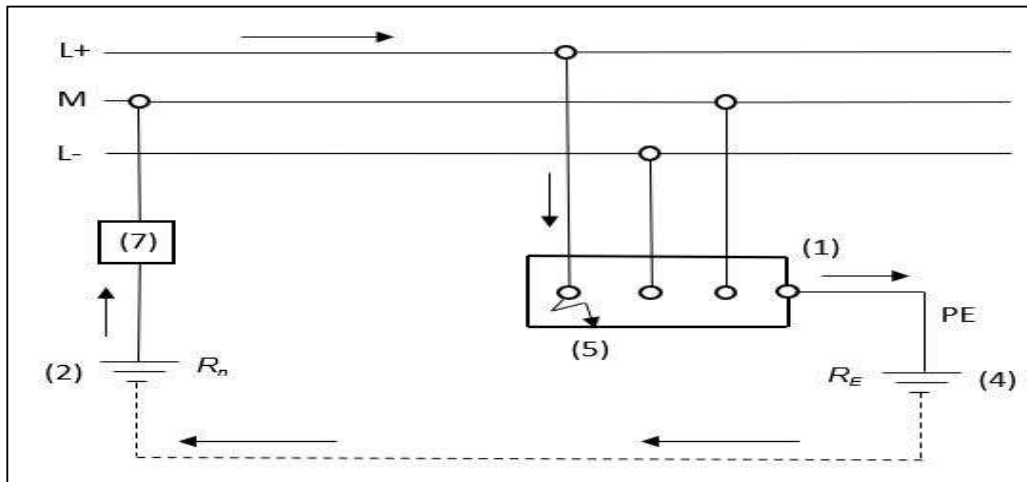 L+
M
L-
(7)
(1)
PE
(5)
(2) Rn
RE (4)